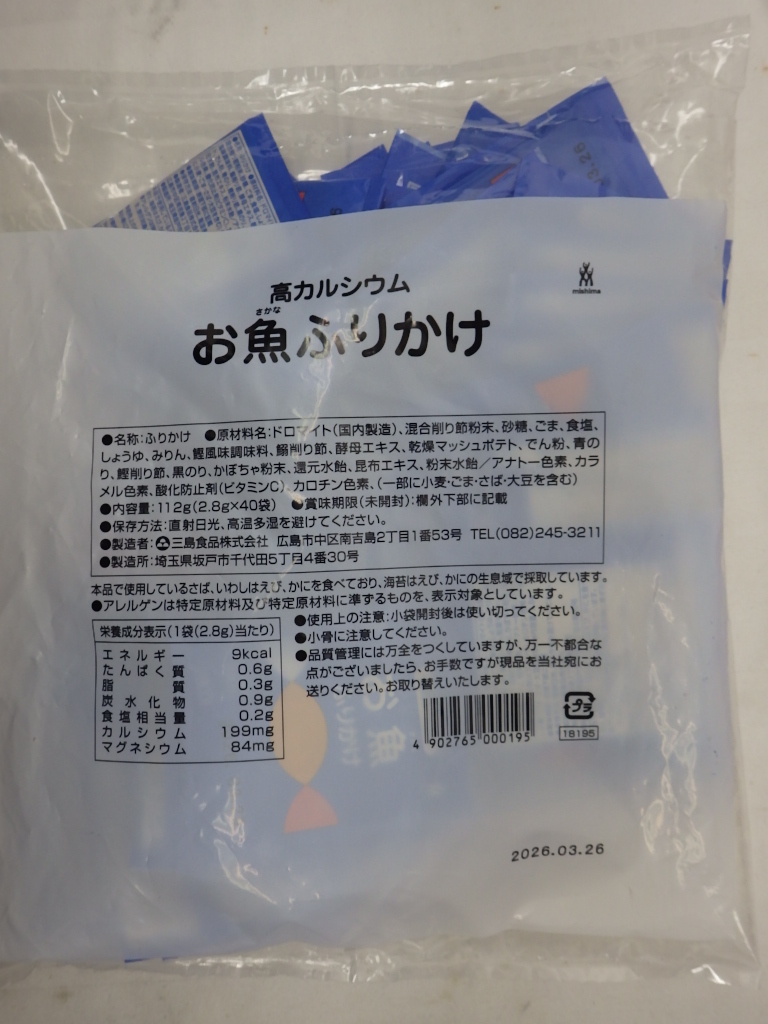 mishima
高カルシウム
さかな
お魚ふりかけ
●名称:ふりかけ ●原材料名:ドロマイト(国内製造)、混合削り節粉末、砂糖、ごま、食塩、
しょうゆ、みりん、鰹風味調味料、鰯削り節、酵母エキス、乾燥マッシュポテト、でん粉、青の
り、鰹削り節、黒のり、かぼちゃ粉末、還元水飴、昆布エキス、粉末水飴/アナトー色素、カラ
メル色素、酸化防止剤(ビタミンC)、カロチン色素、(一部に小麦・ごま・さば・大豆を含む)
●内容量:112g(2.8g×40袋) ●賞味期限(未開封):欄外下部に記載
●保存方法:直射日光、高温多湿を避けてください。
●製造者:三島食品株式会社 広島市中区南吉島2丁目1番53号 TEL(082)245-3211
●製造所:埼玉県坂戸市千代田5丁目4番30号
本品で使用しているさば、いわしはえび、かにを食べており、海苔はえび、かにの生息域で採取しています。
●アレルゲンは特定原材料及び特定原材料に準ずるものを、表示対象としています。
栄養成分表示(1袋(2.8g)当たり)
エネルギー 9kcal
たんぱく質 0.6g
脂質 0.3g
炭水化物 0.9g
食塩相当量 0.2g
カルシウム 199mg
マグネシウム 84mg
●使用上の注意:小袋開封後は使い切ってください。
●小骨に注意してください。
●品質管理には万全をつくしていますが、万一不都合な
点がございましたら、お手数ですが現品を当社宛にお
送りください。お取り替えいたします。
4 902765 000195
プラ
18195
お魚
ふりかけ
2026.03.26